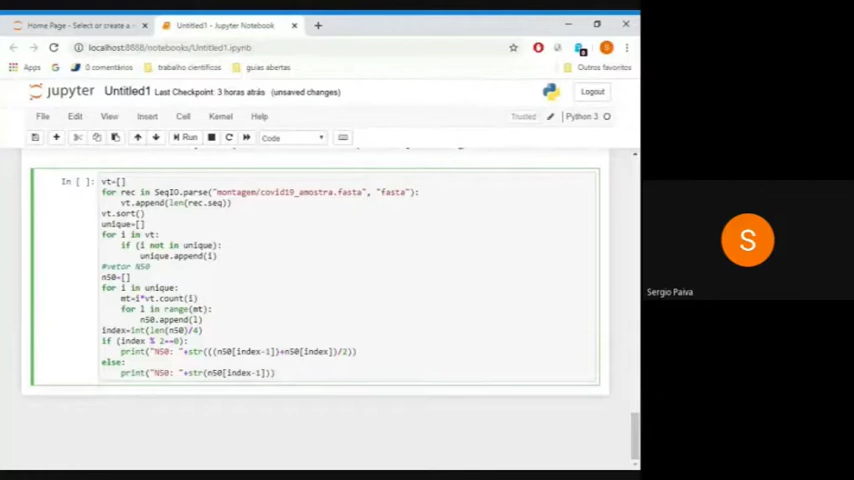 Home Page - Select or create a
Untitled1 - Jupyter Notebook
localhost:8888/notebooks/Untitled1.ipynb
S
Apps
G
0 comentários
trabalho científicos
guias abertas
Outros favoritos
jupyter
Untitled1
Last Checkpoint: 3 horas atrás (unsaved changes)
Logout
File
Edit
View
Insert
Cell
Kernel
Help
Trusted
Python 3
Run
Code
In [ ]:
vt=[]
for rec in SeqIO.parse("montagem/covid19_amostra.fasta", "fasta"):
vt.append(len(rec.seq))
vt.sort()
unique=[]
for i in vt:
if (i not in unique):
unique.append(i)
#vetor N50
n50=[]
for i in unique:
mt=i*vt.count(i)
for l in range(mt):
n50.append(l)
index=int(len(n50)/4)
if (index % 2==0):
print("N50: "+str(((n50[index-1])+n50[index])/2))
else:
print("N50: "+str(n50[index-1]))
S
Sergio Paiva